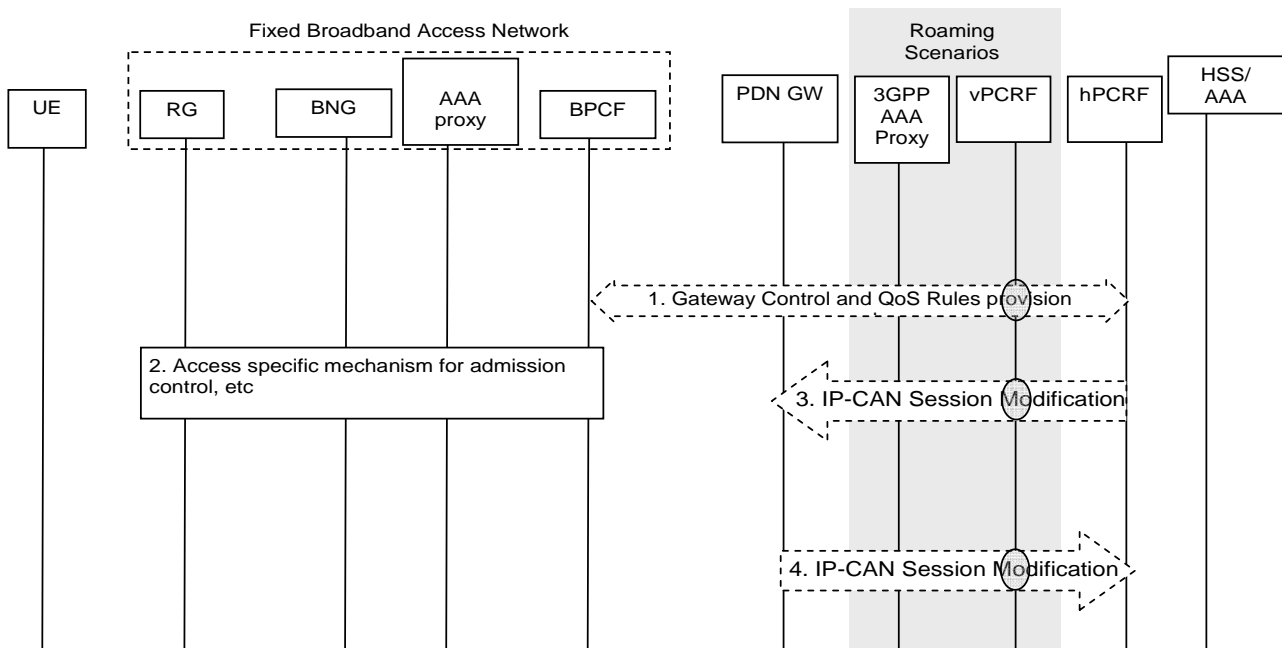 Fixed Broadband Access Network
Roaming
Scenarios
UE
RG
BNG
AAA
proxy
BPCF
PDN GW
3GPP
AAA
Proxy
vPCRF
hPCRF
HSS/
AAA
1. Gateway Control and QoS Rules provision
2. Access specific mechanism for admission
control, etc
3. IP-CAN Session Modification
4. IP-CAN Session Modification